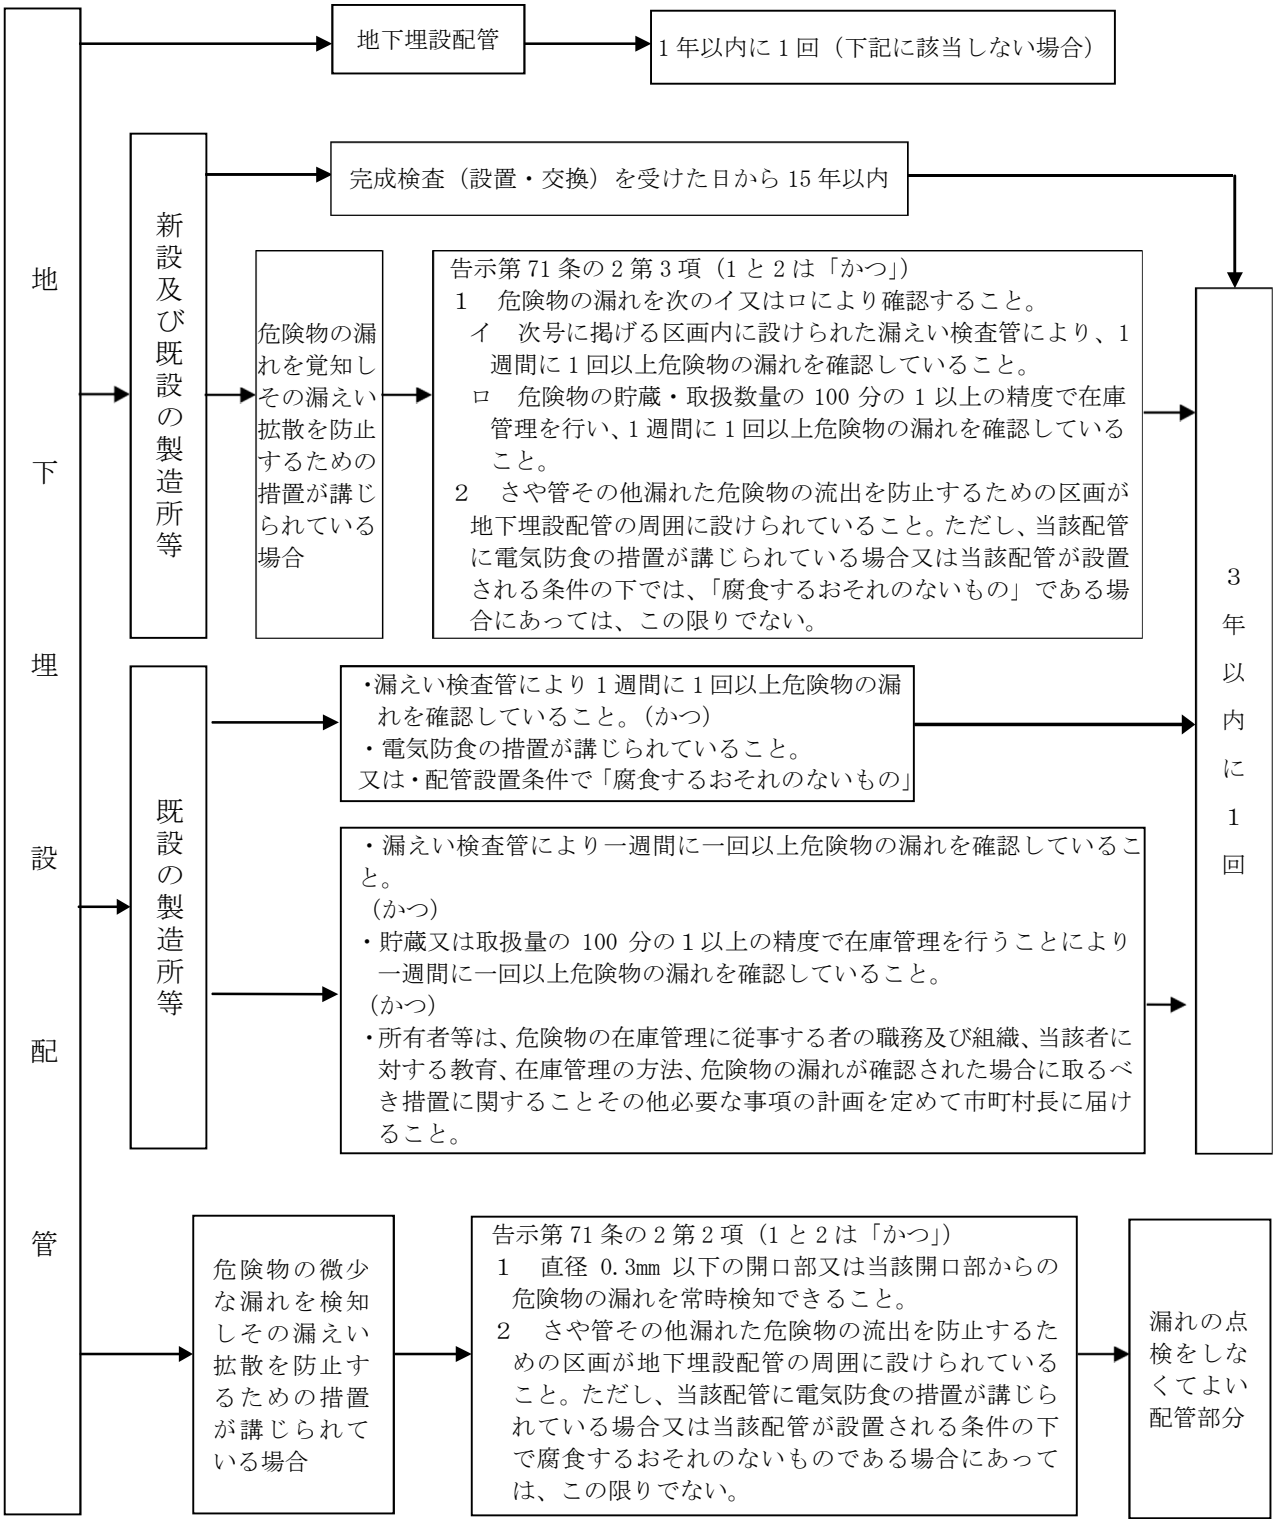 地下埋設配管
地下埋設配管
1年以内に1回（下記に該当しない場合）
新設及び既設の製造所等
完成検査（設置・交換）を受けた日から 15 年以内
危険物の漏
れを覚知し
その漏えい
拡散を防止
するための
措置が講じ
られている
場合
告示第 71 条の 2 第 3 項（1 と 2 は「かつ」）
１　危険物の漏れを次のイ又はロにより確認すること。
イ　次号に掲げる区画内に設けられた漏えい検査管により、1
週間に 1 回以上危険物の漏れを確認していること。
ロ　危険物の貯蔵・取扱数量の 100 分の 1 以上の精度で在庫
管理を行い、1 週間に 1 回以上危険物の漏れを確認している
こと。
２　さや管その他漏れた危険物の流出を防止するための区画が
地下埋設配管の周囲に設けられていること。ただし、当該配管
に電気防食の措置が講じられている場合又は当該配管が設置
される条件の下では、「腐食するおそれのないもの」である場
合にあっては、この限りでない。
3年以内に1回
既設の製造所等
・漏えい検査管により 1 週間に 1 回以上危険物の漏
れを確認していること。（かつ）
・電気防食の措置が講じられていること。
又は・配管設置条件で「腐食するおそれのないもの」
・漏えい検査管により一週間に一回以上危険物の漏れを確認しているこ
と。
（かつ）
・貯蔵又は取扱量の 100 分の１以上の精度で在庫管理を行うことにより
一週間に一回以上危険物の漏れを確認していること。
（かつ）
・所有者等は、危険物の在庫管理に従事する者の職務及び組織、当該者に
対する教育、在庫管理の方法、危険物の漏れが確認された場合に取るべ
き措置に関することその他必要な事項の計画を定めて市町村長に届け
ること。
危険物の微少
な漏れを検知
しその漏えい
拡散を防止す
るための措置
が講じられて
いる場合
告示第 71 条の 2 第 2 項（1 と 2 は「かつ」）
１　直径 0.3mm 以下の開口部又は当該開口部からの
危険物の漏れを常時検知できること。
２　さや管その他漏れた危険物の流出を防止するた
めの区画が地下埋設配管の周囲に設けられている
こと。ただし、当該配管に電気防食の措置が講じら
れている場合又は当該配管が設置される条件の下
で腐食するおそれのないものである場合にあって
は、この限りでない。
漏れの点
検をしな
くてよい
配管部分